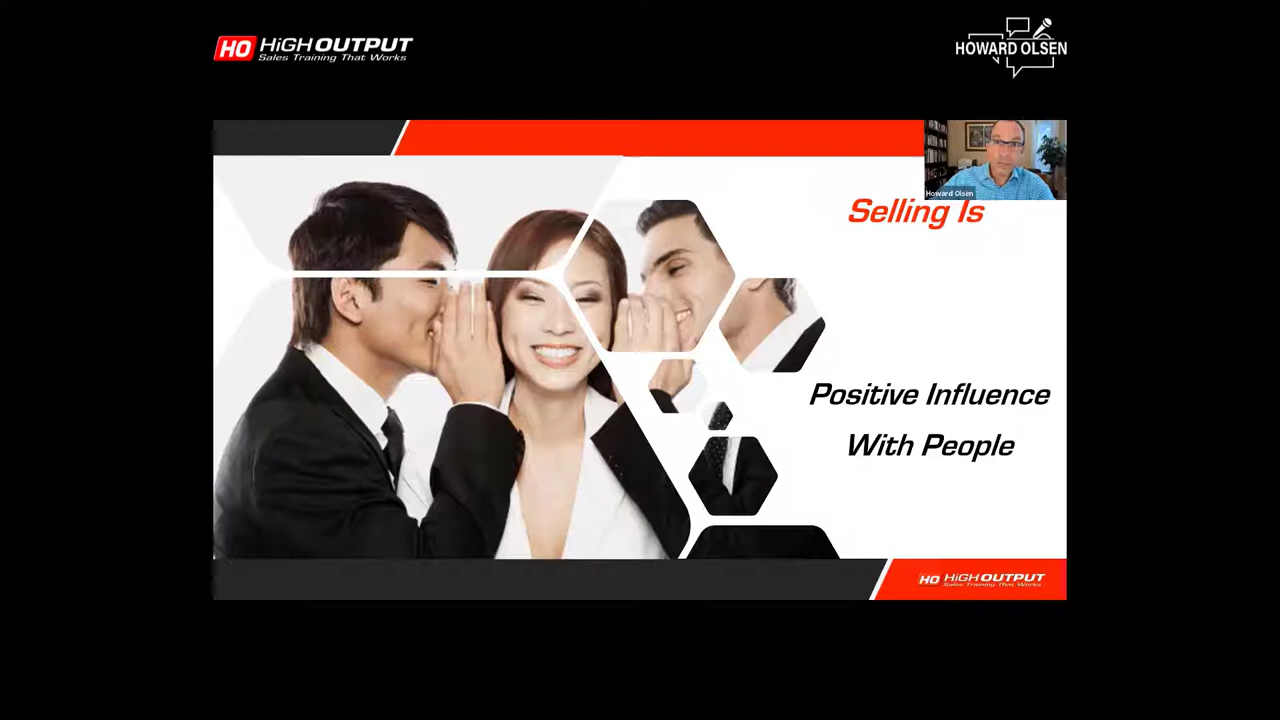 HO HiGH OUTPUT
Sales Training That Works
HOWARD OLSEN
Howard Olsen
Selling Is
Positive Influence
With People
HO HiGH OUTPUT
Sales Training That Works